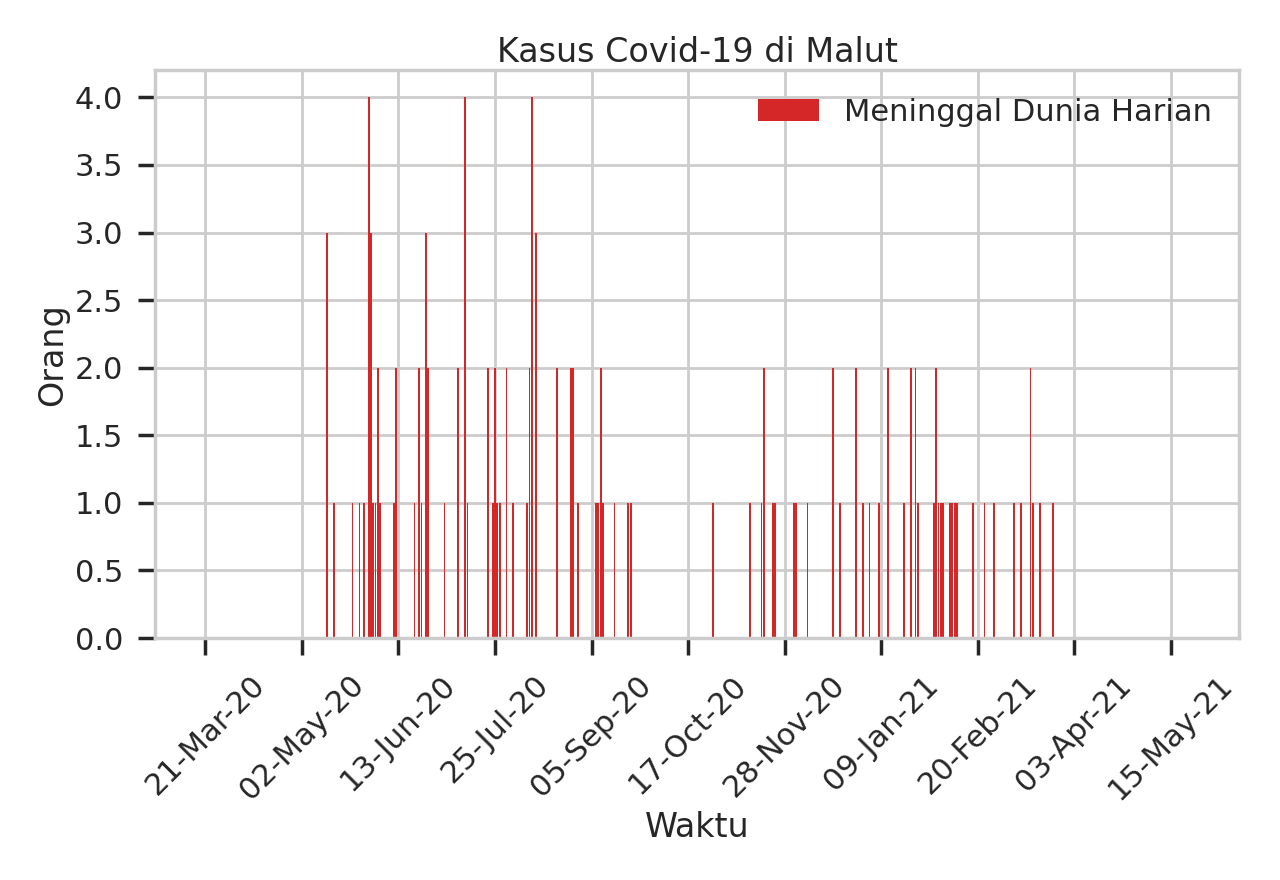 Kasus Covid-19 di Malut
Meninggal Dunia Harian
4.0
3.5
3.0
2.5
2.0
1.5
1.0
0.5
0.0
Orang
21-Mar-20
02-May-20
13-Jun-20
25-Jul-20
05-Sep-20
17-Oct-20
28-Nov-20
09-Jan-21
20-Feb-21
03-Apr-21
15-May-21
Waktu